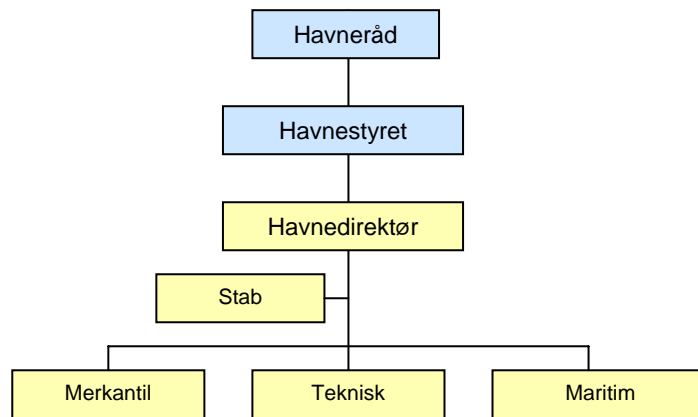 Havneråd
Havnestyret
Havnedirektør
Stab
Merkantil
Teknisk
Maritim